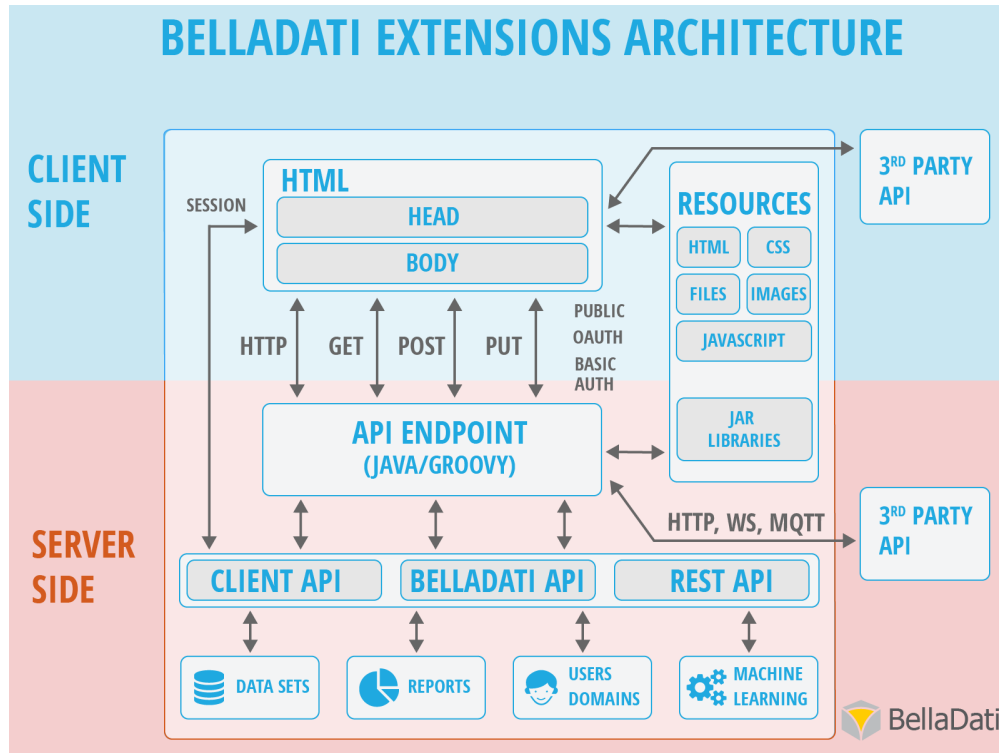 BELLADATI EXTENSIONS ARCHITECTURE
CLIENT
SIDE
SESSION
HTML
HEAD
BODY
RESOURCES
HTML
CSS
FILES
IMAGES
JAVASCRIPT
JAR
LIBRARIES
3RD PARTY
API
HTTP
GET
POST
PUT
PUBLIC
OAUTH
BASIC
AUTH
API ENDPOINT
(JAVA/GROOVY)
SERVER
SIDE
HTTP, WS, MQTT
3RD PARTY
API
CLIENT API
BELLADATI API
REST API
DATA SETS
REPORTS
USERS
DOMAINS
MACHINE
LEARNING
BellaDati